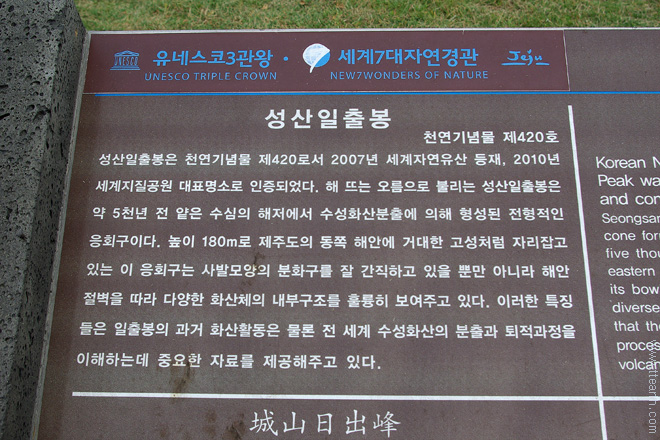 유네스코3관왕 · 세계7대자연경관 Jeju
UNESCO UNESCO TRIPLE CROWN NEW7WONDERS OF NATURE
성산일출봉
천연기념물 제420호
성산일출봉은 천연기념물 제420로서 2007년 세계자연유산 등재, 2010년
세계지질공원 대표명소로 인증되었다. 해 뜨는 오름으로 불리는 성산일출봉은
약 5천년 전 얕은 수심의 해저에서 수성화산분출에 의해 형성된 전형적인
응회구이다. 높이 180m로 제주도의 동쪽 해안에 거대한 고성처럼 자리잡고
있는 이 응회구는 사발모양의 분화구를 잘 간직하고 있을 뿐만 아니라 해안
절벽을 따라 다양한 화산체의 내부구조를 훌륭히 보여주고 있다. 이러한 특징
들은 일출봉의 과거 화산활동은 물론 전 세계 수성화산의 분출과 퇴적과정을
이해하는데 중요한 자료를 제공해주고 있다.
城山日出峰
Korean N
Peak wa
and con
Seongsan
cone for
five thou
eastern
its bow
diverse
that the
proces
volcan
www.ttearth.com